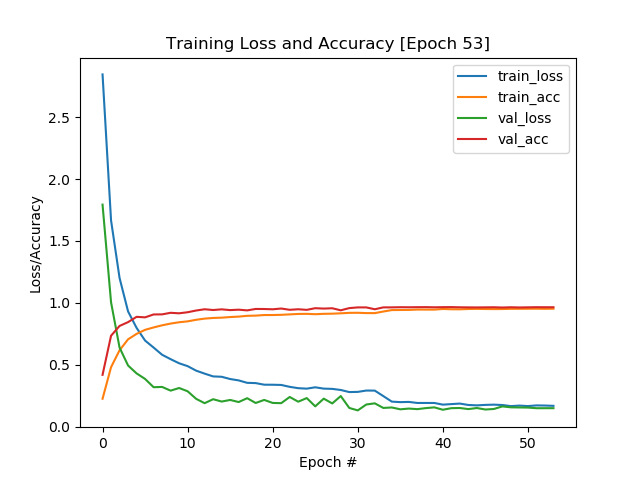 Training Loss and Accuracy [Epoch 53]
train_loss
train_acc
val_loss
val_acc
Loss/Accuracy
2.5
2.0
1.5
1.0
0.5
0.0
0 10 20 30 40 50
Epoch #